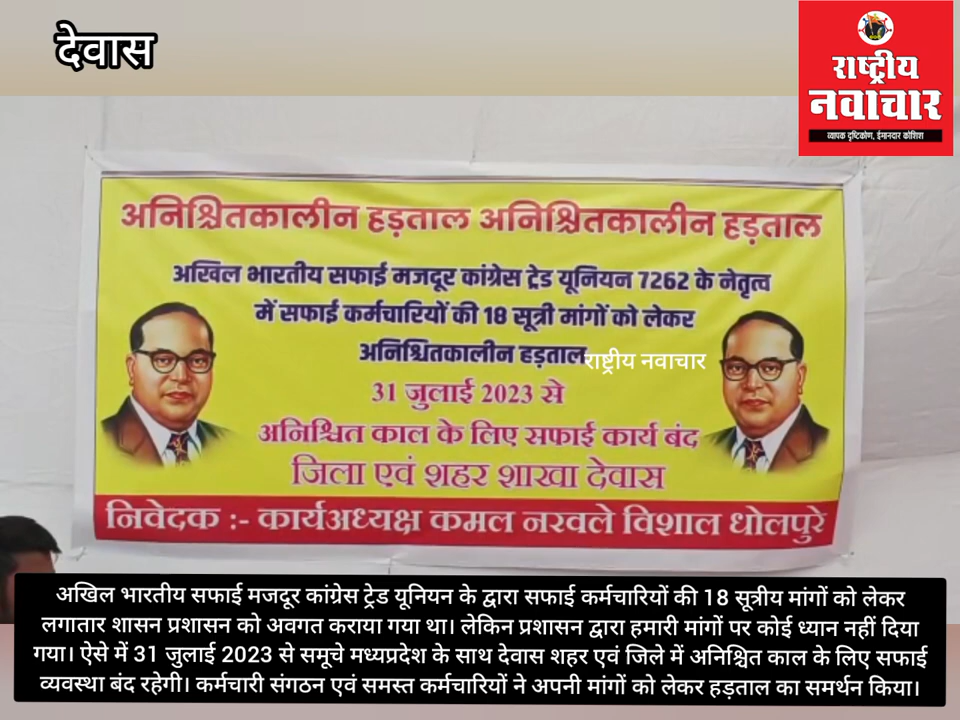 देवास
राष्ट्रीय
नवाचार
व्यापक दृष्टिकोण, ईमानदार कोशिश
अनिश्चितकालीन हड़ताल अनिश्चितकालीन हड़ताल
अखिल भारतीय सफाई मजदूर कांग्रेस ट्रेड यूनियन 7262 के नेतृत्व
में सफाई कर्मचारियों की 18 सूत्री मांगों को लेकर
अनिश्चितकालीन हड़ताल
राष्ट्रीय नवाचार
31 जुलाई 2023 से
अनिश्चित काल के लिए सफाई कार्य बंद
जिला एवं शहर शाखा देवास
निवेदक :- कार्यअध्यक्ष कमल नरवले विशाल धोलपुरे
अखिल भारतीय सफाई मजदूर कांग्रेस ट्रेड यूनियन के द्वारा सफाई कर्मचारियों की 18 सूत्रीय मांगों को लेकर
लगातार शासन प्रशासन को अवगत कराया गया था। लेकिन प्रशासन द्वारा हमारी मांगों पर कोई ध्यान नहीं दिया
गया। ऐसे में 31 जुलाई 2023 से समूचे मध्यप्रदेश के साथ देवास शहर एवं जिले में अनिश्चित काल के लिए सफाई
व्यवस्था बंद रहेगी। कर्मचारी संगठन एवं समस्त कर्मचारियों ने अपनी मांगों को लेकर हड़ताल का समर्थन किया।